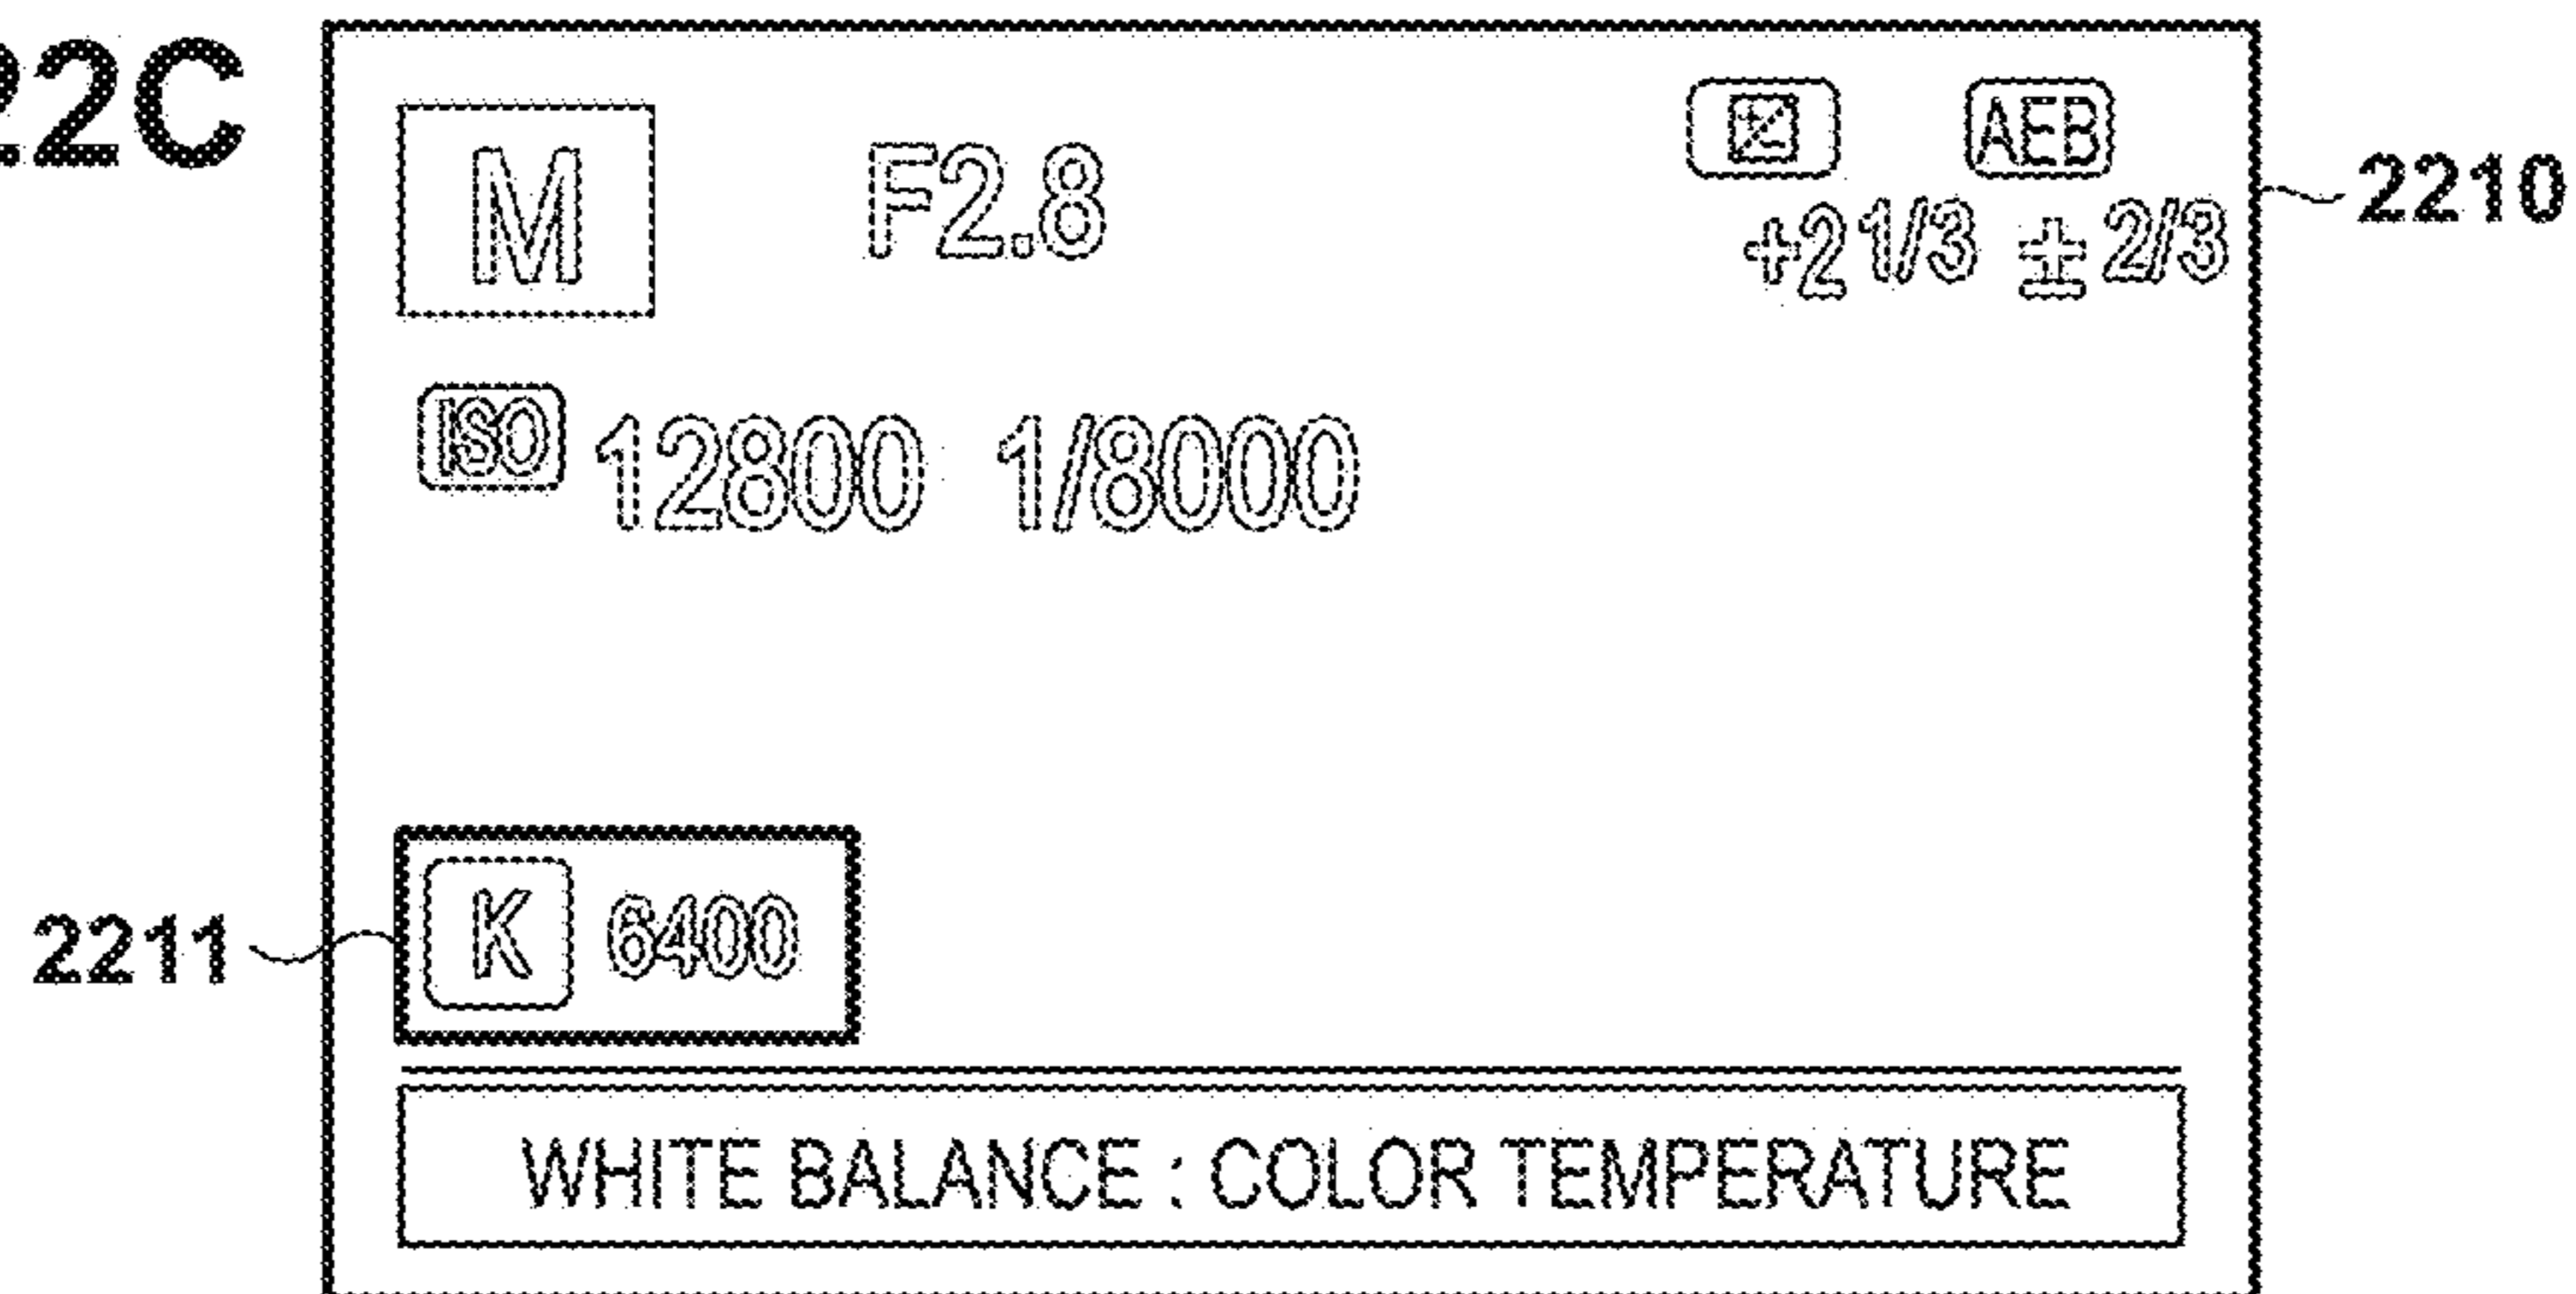 22C
M F2.8 AEB
+2 1/3 ± 2/3
2210
ISO 12800 1/8000
2211
K 6400
WHITE BALANCE : COLOR TEMPERATURE